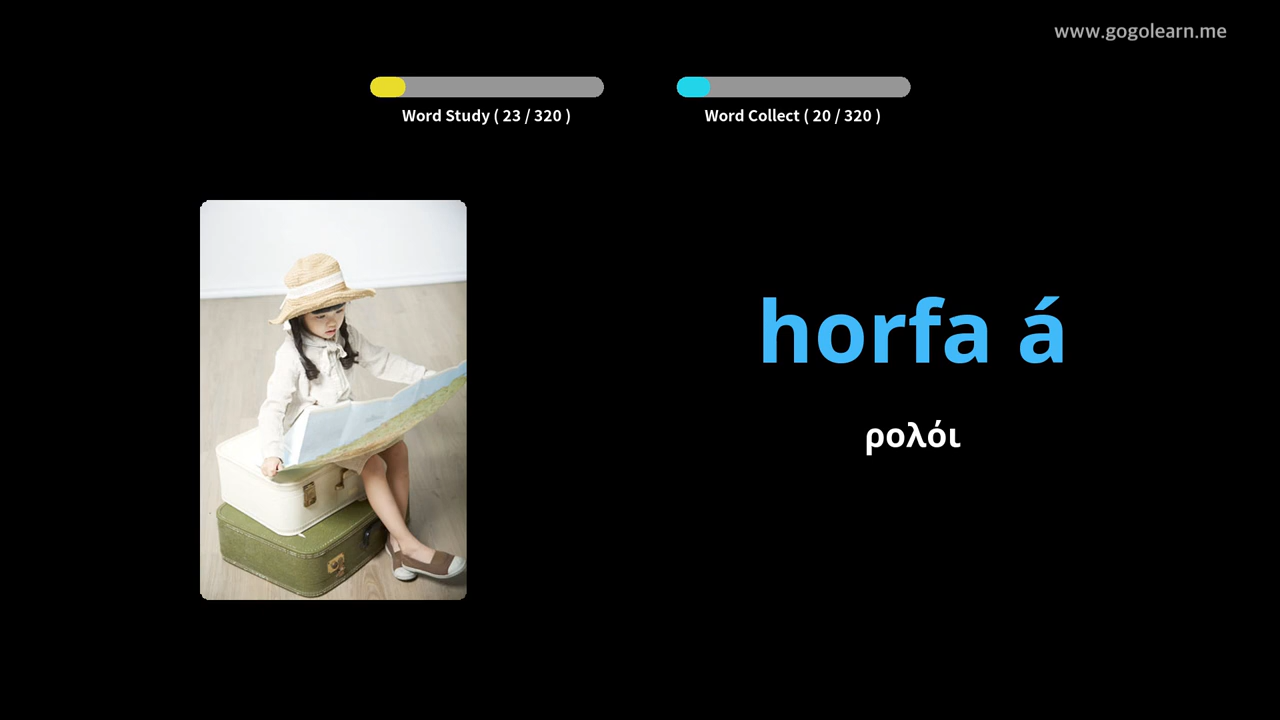 www.gogolearn.me
Word Study ( 23 / 320 )
Word Collect ( 20 / 320 )
horfa á
ρολόι